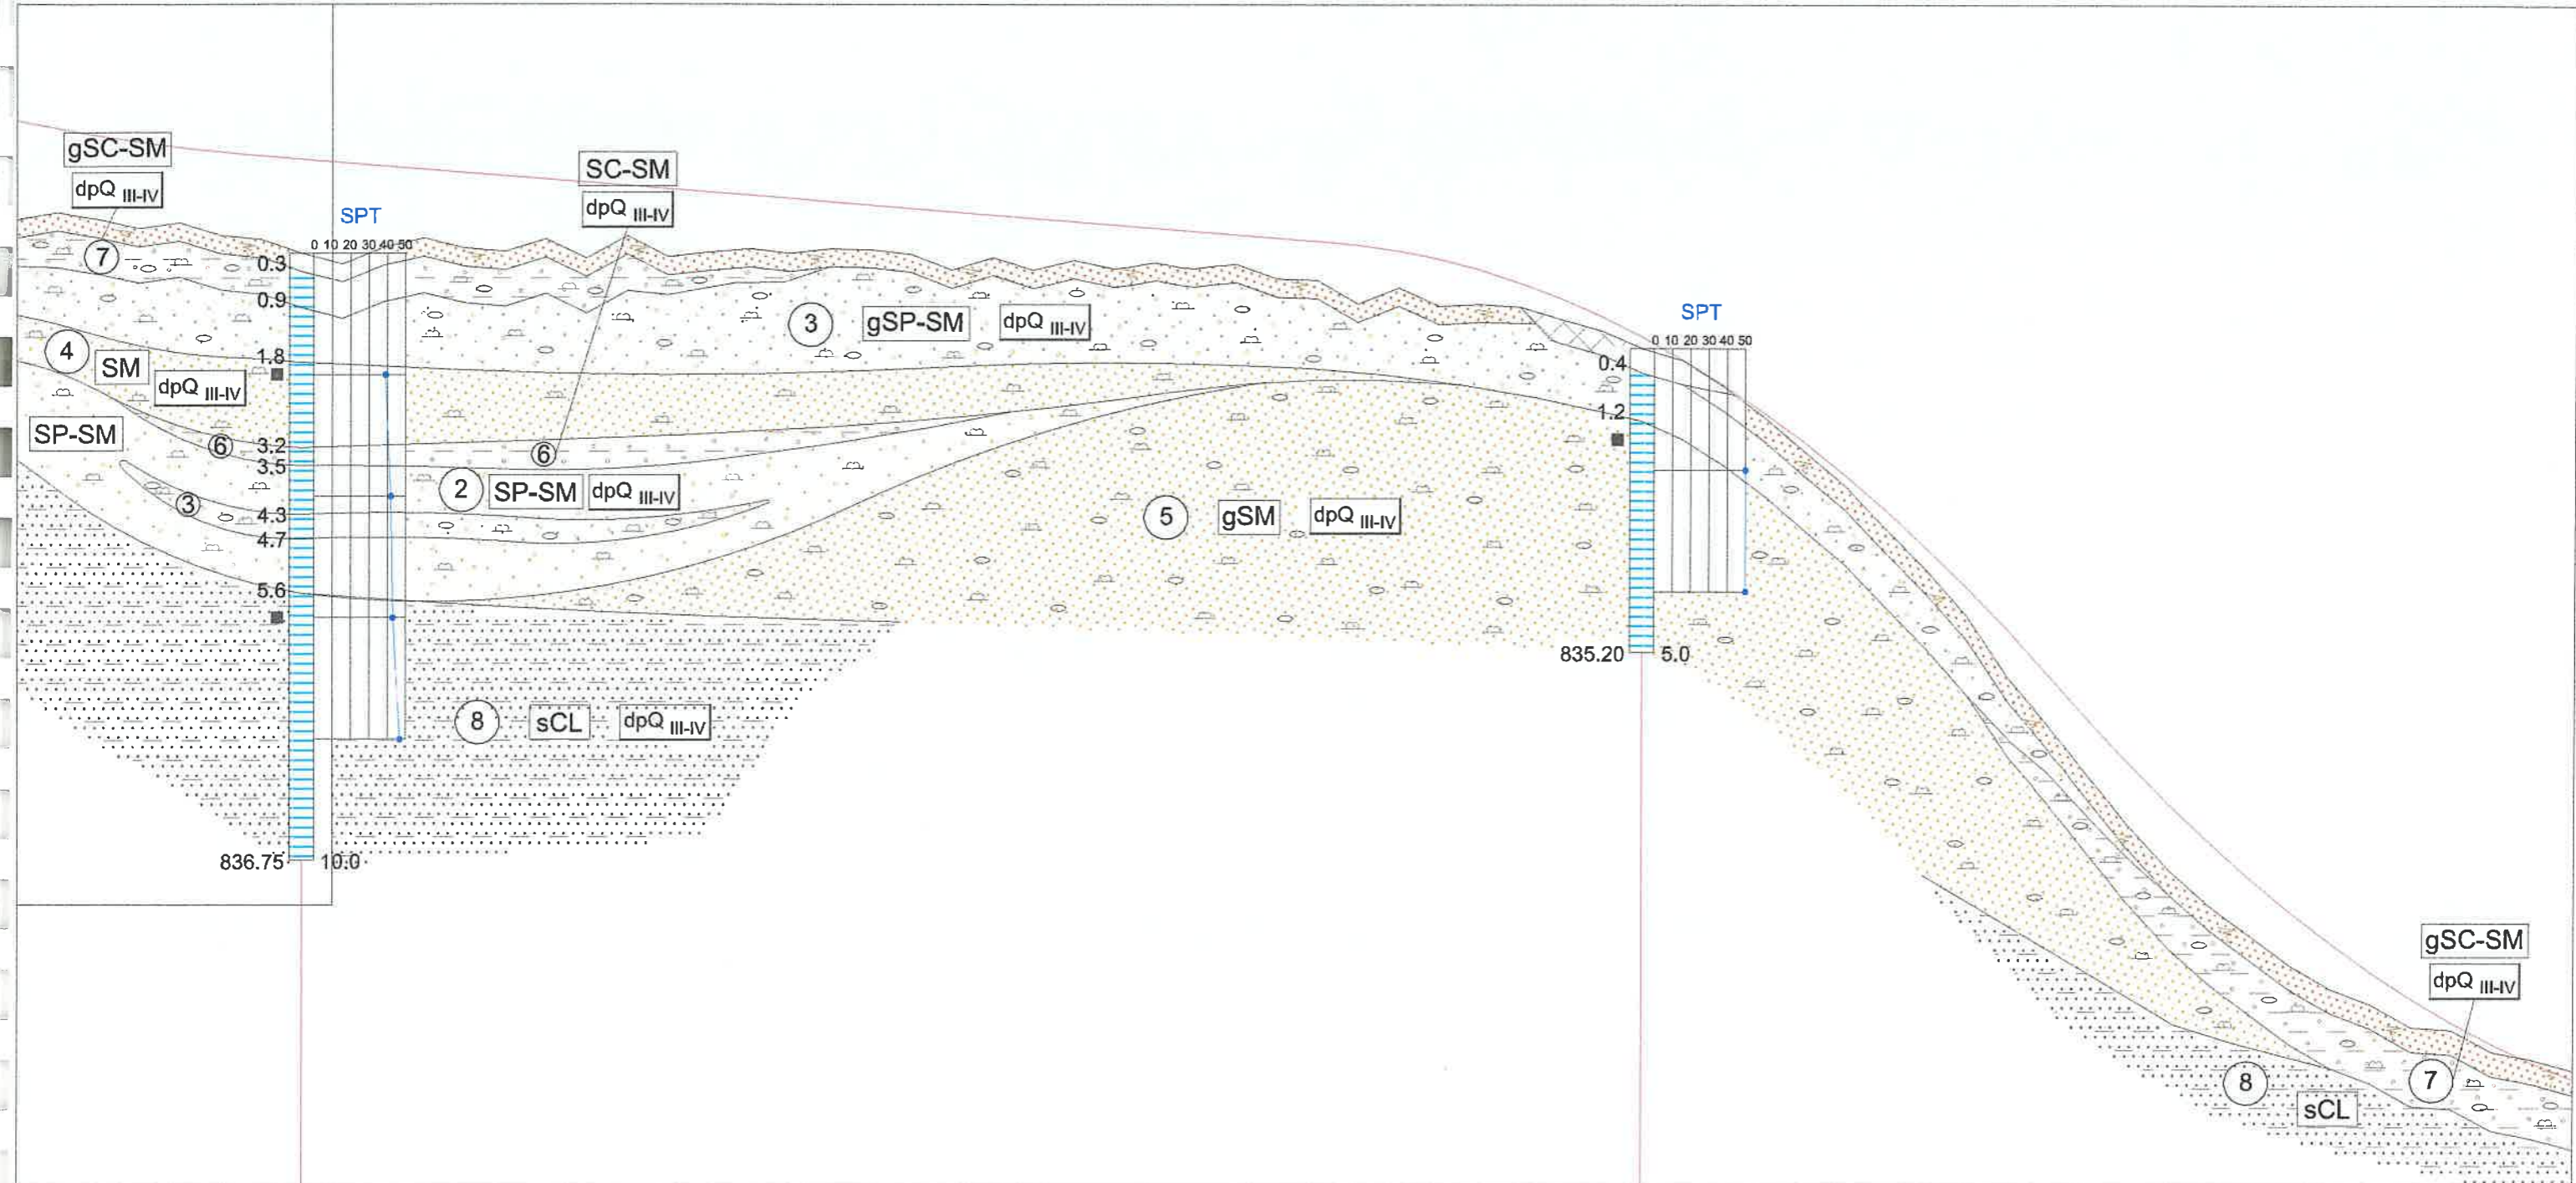 gSC-SM
dpQ III-IV
SC-SM
dpQ III-IV
SPT
0 10 20 30 40 50
7
0.3
0.9
3 gSP-SM dpQ III-IV
SPT
0 10 20 30 40 50
4 SM
dpQ III-IV
1.8
0.4
1.2
SP-SM
6
3.2
3.5
6
2 SP-SM dpQ III-IV
3
4.3
4.7
5 gSM dpQ III-IV
5.6
835.20 5.0
8 sCL dpQ III-IV
836.75 10.0
gSC-SM
dpQ III-IV
8
7
sCL